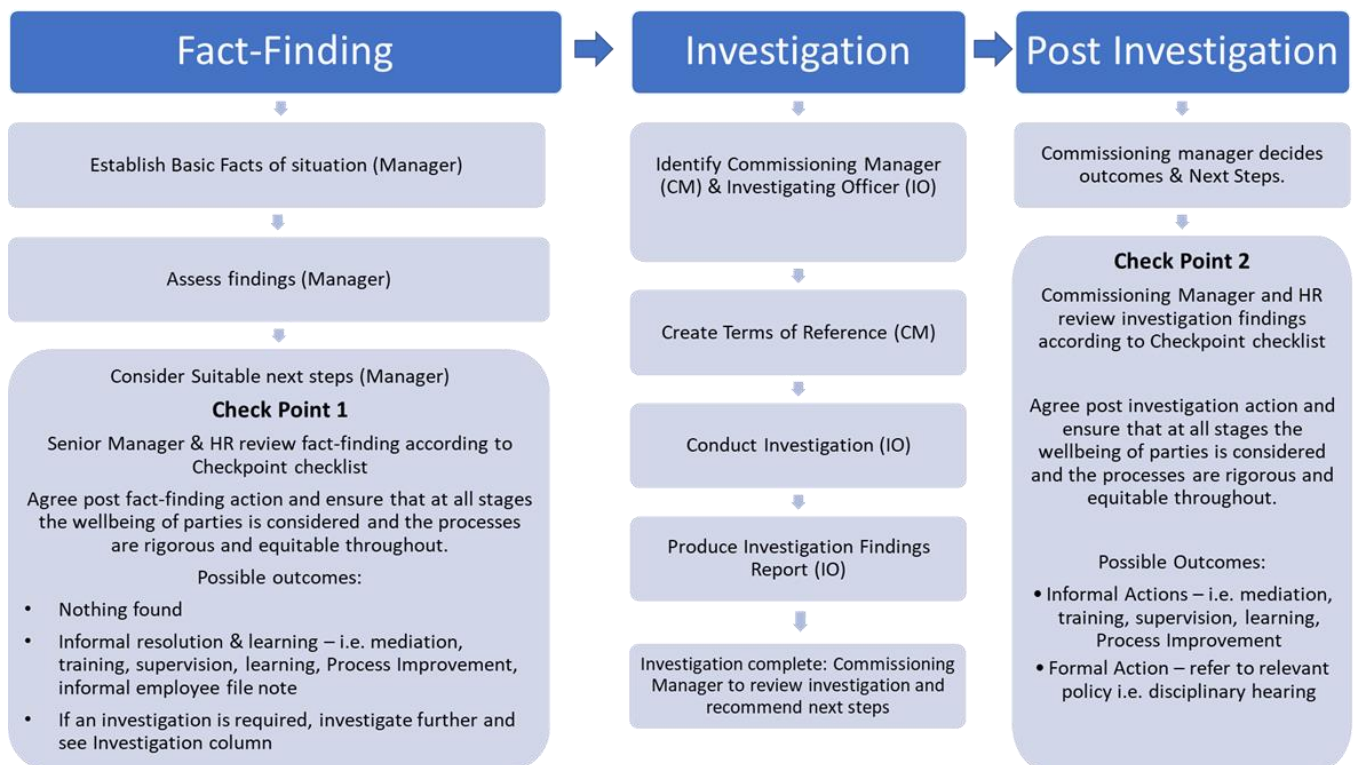 Fact-Finding
Establish Basic Facts of situation (Manager)
Assess findings (Manager)
Consider Suitable next steps (Manager)
Check Point 1
Senior Manager & HR review fact-finding according to
Checkpoint checklist
Agree post fact-finding action and ensure that at all stages
the wellbeing of parties is considered and the processes
are rigorous and equitable throughout.
Possible outcomes:
• Nothing found
• Informal resolution & learning – i.e. mediation,
training, supervision, learning, Process Improvement,
informal employee file note
• If an investigation is required, investigate further and
see Investigation column
Investigation
Identify Commissioning Manager
(CM) & Investigating Officer (IO)
Create Terms of Reference (CM)
Conduct Investigation (IO)
Produce Investigation Findings
Report (IO)
Investigation complete: Commissioning
Manager to review investigation and
recommend next steps
Post Investigation
Commissioning manager decides
outcomes & Next Steps.
Check Point 2
Commissioning Manager and HR
review investigation findings
according to Checkpoint checklist
Agree post investigation action and
ensure that at all stages the
wellbeing of parties is considered
and the processes are rigorous and
equitable throughout.
Possible Outcomes:
• Informal Actions – i.e. mediation,
training, supervision, learning,
Process Improvement
• Formal Action – refer to relevant
policy i.e. disciplinary hearing